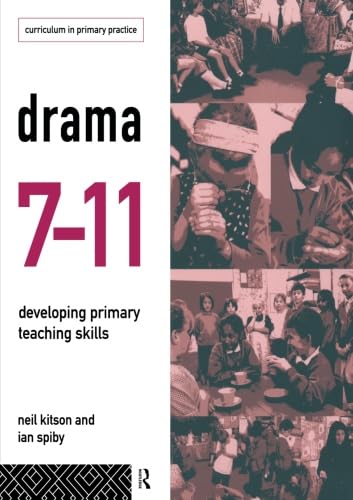 curriculum in primary practice
drama
7–11
developing primary
teaching skills
neil kitson and
ian spiby